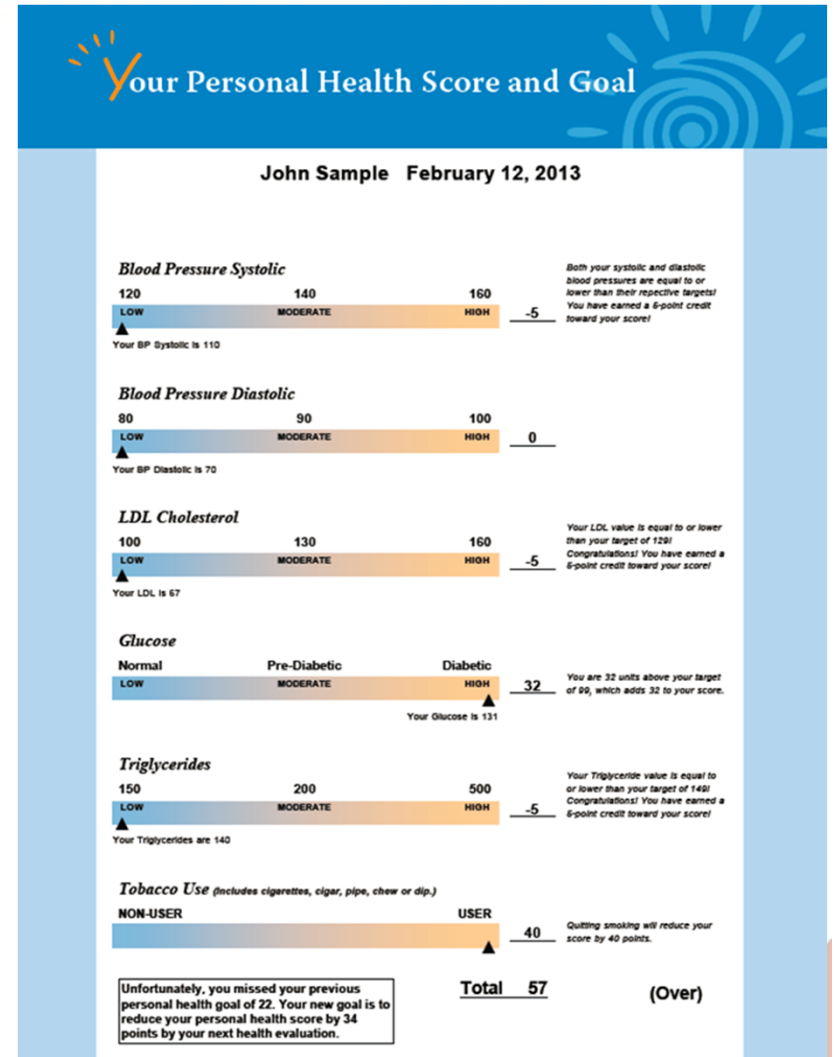 Your Personal Health Score and Goal
John Sample February 12, 2013
Blood Pressure Systolic
120 140 160
LOW MODERATE HIGH
-5
Your BP Systolic is 110
Both your systolic and diastolic
blood pressures are equal to or
lower than their repective targets!
You have earned a 5-point credit
toward your score!
Blood Pressure Diastolic
80 90 100
LOW MODERATE HIGH
0
Your BP Diastolic is 70
LDL Cholesterol
100 130 160
LOW MODERATE HIGH
-5
Your LDL is 67
Your LDL value is equal to or lower
than your target of 129!
Congratulations! You have earned a
5-point credit toward your score!
Glucose
Normal Pre-Diabetic Diabetic
LOW MODERATE HIGH
32
Your Glucose is 131
You are 32 units above your target
of 99, which adds 32 to your score.
Triglycerides
150 200 500
LOW MODERATE HIGH
-5
Your Triglycerides are 140
Your Triglyceride value is equal to
or lower than your target of 149!
Congratulations! You have earned a
5-point credit toward your score!
Tobacco Use (Includes cigarettes, cigar, pipe, chew or dip.)
NON-USER USER
40
Quitting smoking will reduce your
score by 40 points.
Unfortunately, you missed your previous
personal health goal of 22. Your new goal is to
reduce your personal health score by 34
points by your next health evaluation.
Total 57
(Over)